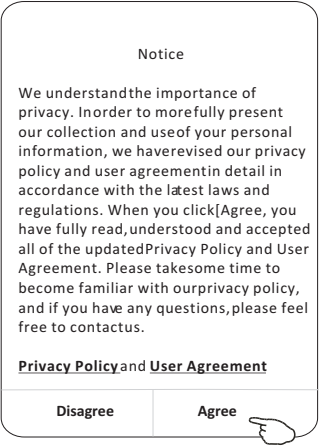 Notice
We understandthe importance of
privacy. Inorder to morefully present
our collection and useof your personal
information, we haverevised our privacy
policy and user agreementin detail in
accordance with the latest laws and
regulations. When you click[Agree, you
have fully read,understood and accepted
all of the updatedPrivacy Policy and User
Agreement. Please takesome time to
become familiar with ourprivacy policy,
and if you have any questions,please feel
free to contactus.
Privacy Policyand User Agreement
Disagree Agree